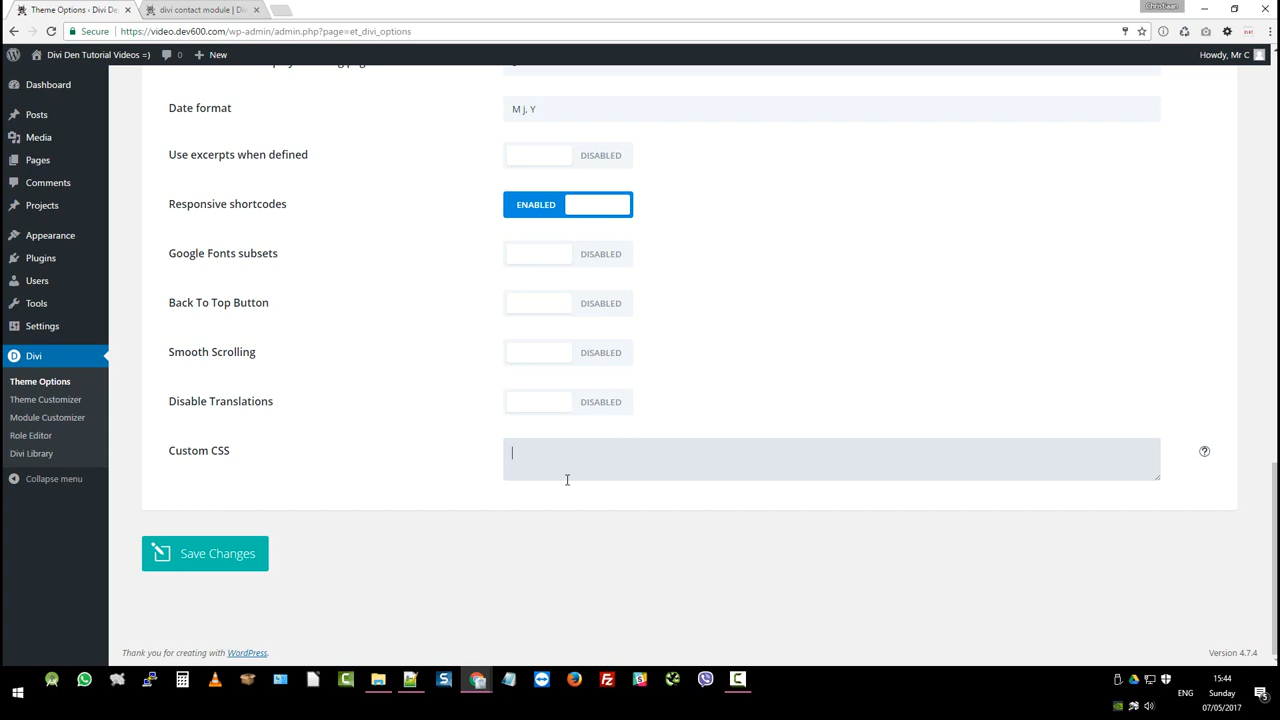 Theme Options ‹ Divi De
divi contact module | Di
Christiaan
Secure
https://video.dev600.com/wp-admin/admin.php?page=et_divi_options
Divi Den Tutorial Videos =)
0
New
Howdy, Mr C
Dashboard
Posts
Media
Pages
Comments
Projects
Appearance
Plugins
Users
Tools
Settings
Divi
Theme Options
Theme Customizer
Module Customizer
Role Editor
Divi Library
Collapse menu
Date format
M j, Y
Use excerpts when defined
DISABLED
Responsive shortcodes
ENABLED
Google Fonts subsets
DISABLED
Back To Top Button
DISABLED
Smooth Scrolling
DISABLED
Disable Translations
DISABLED
Custom CSS
Save Changes
Thank you for creating with WordPress.
Version 4.7.4
ENG
15:44
Sunday
07/05/2017